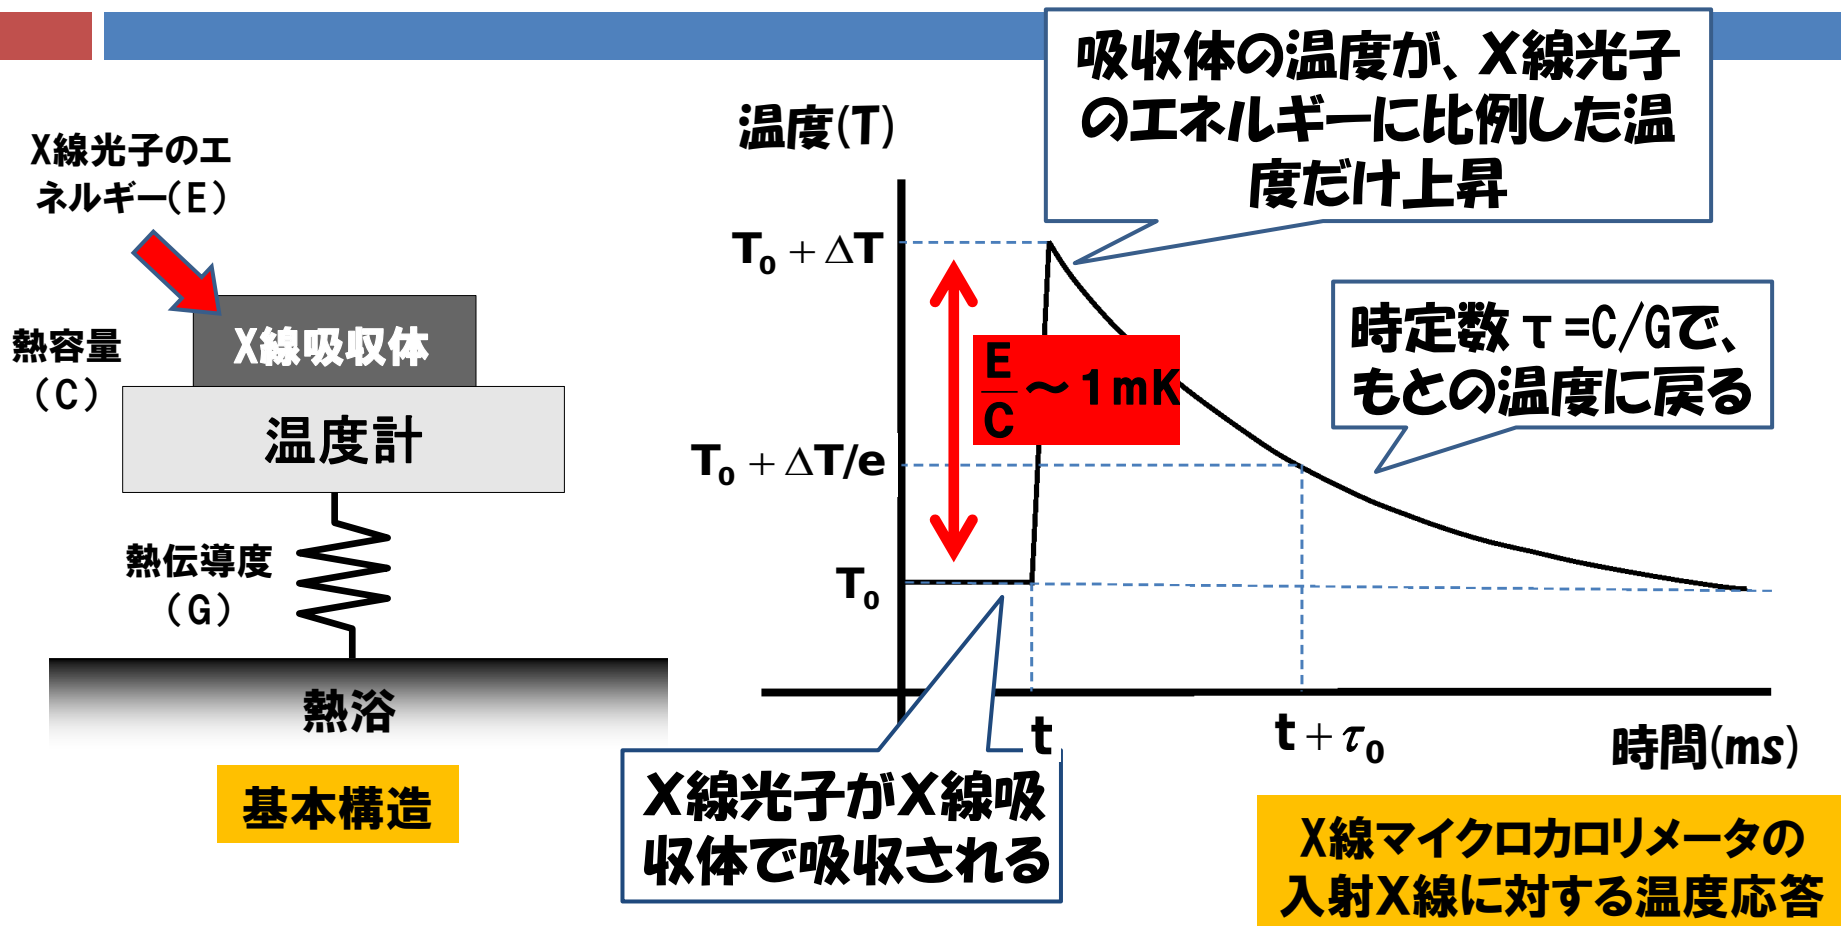 X線光子のエ
ネルギー(E)
熱容量
(C)
X線吸収体
温度計
熱伝導度
(G)
熱浴
基本構造
温度(T)
吸収体の温度が、X線光子
のエネルギーに比例した温
度だけ上昇
T₀ + ΔT
E/C ～1mK
時定数τ=C/Gで、
もとの温度に戻る
T₀ + ΔT/e
T₀
t
t + τ₀
時間(ms)
X線光子がX線吸
収体で吸収される
X線マイクロカロリメータの
入射X線に対する温度応答